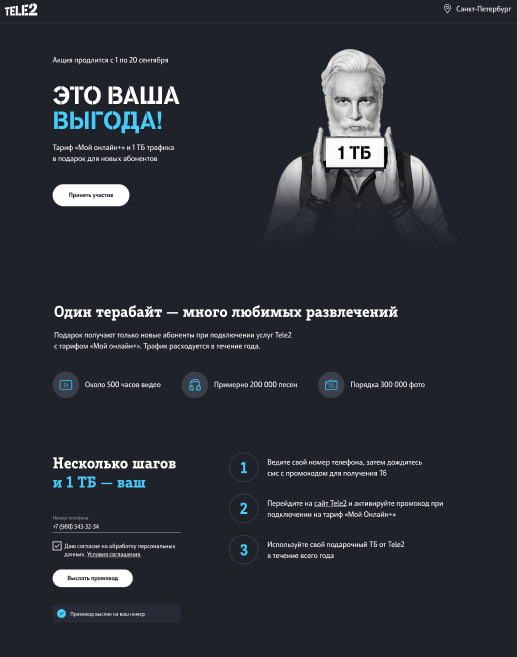 TELE2
Санкт-Петербург
Акция продлится с 1 по 20 сентября
ЭТО ВАША
ВЫГОДА!
Тариф «Мой онлайн+» и 1 ТБ трафика
в подарок для новых абонентов
Принять участие
1 ТБ
Один терабайт — много любимых развлечений
Подарок получают только новые абоненты при подключении услуг Tele2
с тарифом «Мой онлайн+». Трафик расходуется в течение года.
Около 500 часов видео
Примерно 200 000 песен
Порядка 300 000 фото
Несколько шагов
и 1 ТБ — ваш
Номер телефона
+7 (988) 543-32-34
Даю согласие на обработку персональных
данных. Условия соглашения.
Выслать промокод
Промокод выслан на ваш номер
1
Ведите свой номер телефона, затем дождитесь
смс с промокодом для получения Тб
2
Перейдите на сайт Tele2 и активируйте промокод при
подключении на тариф «Мой Онлайн+»
3
Используйте свой подарочный ТБ от Tele2
в течение всего года